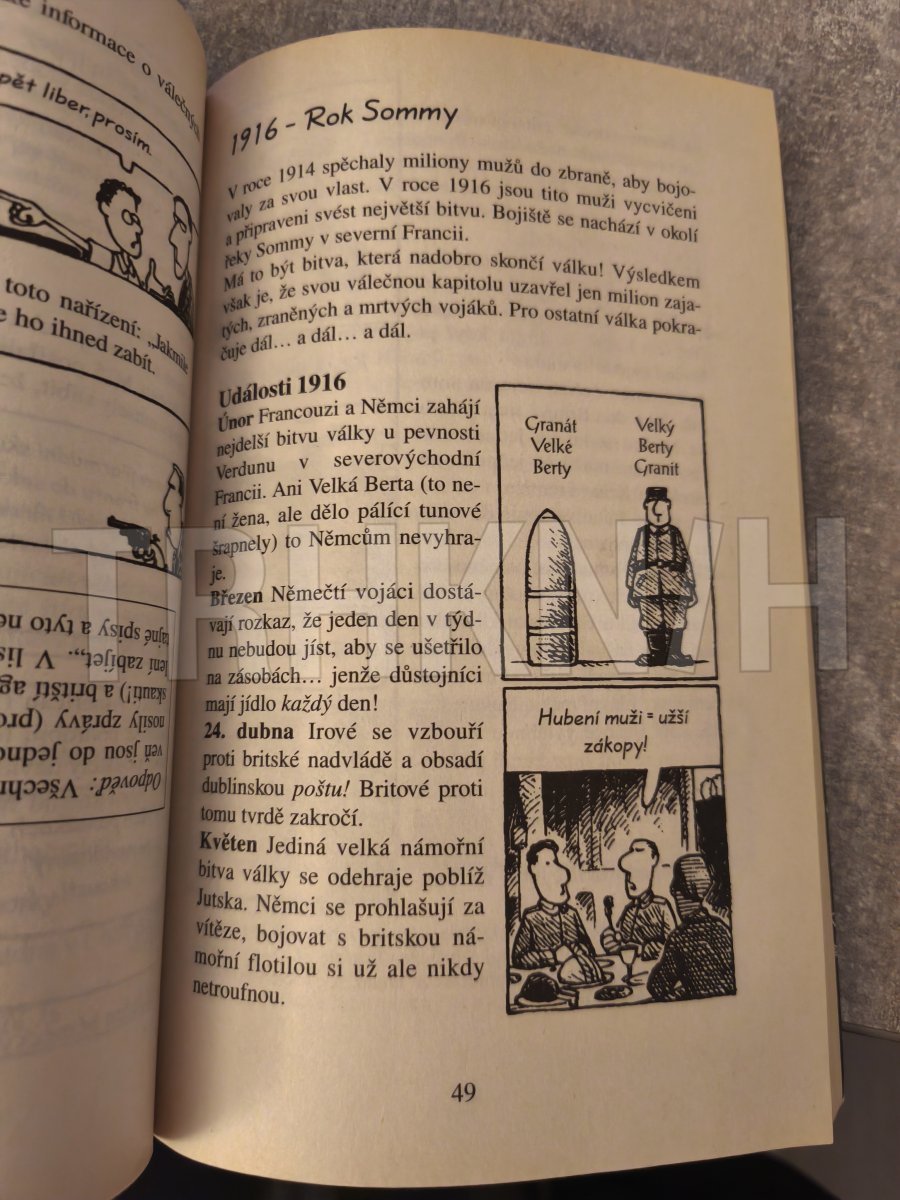 informace o válečných
pět liber, prosím.
toto nařízení: „Jakmile
ho ihned zabít.
tajné spisy a tyto
zabíjet„.. V
skauti!) a britští
nosily zprávy
jsou do
Odpověď: Všech
1916 – Rok Sommy
V roce 1914 spěchaly miliony mužů do zbraně, aby bojo-
valy za svou vlast. V roce 1916 jsou tito muži vycvičeni
a připraveni svést největší bitvu. Bojiště se nachází v okolí
řeky Sommy v severní Francii.
Má to být bitva, která nadobro skončí válku! Výsledkem
však je, že svou válečnou kapitolu uzavřel jen milion zaja-
tých, zraněných a mrtvých vojáků. Pro ostatní válka pokra-
čuje dál… a dál… a dál.
Události 1916
Únor Francouzi a Němci zahájí
nejdelší bitvu války u pevnosti
Verdunu v severovýchodní
Francii. Ani Velká Berta (to ne-
ní žena, ale dělo pálící tunové
šrapnely) to Němcům nevyhra-
je.
Březen Němečtí vojáci dostá-
vají rozkaz, že jeden den v týd-
nu nebudou jíst, aby se ušetřilo
na zásobách… jenže důstojníci
mají jídlo každý den!
24. dubna Irové se vzbouří
proti britské nadvládě a obsadí
dublinskou poštu! Britové proti
tomu tvrdě zakročí.
Květen Jediná velká námořní
bitva války se odehraje poblíž
Jutska. Němci se prohlašují za
vítěze, bojovat s britskou ná-
mořní flotilou si už ale nikdy
netroufnou.
Granát
Velké
Berty
Velký
Berty
Granit
Hubení muži = užší
zákopy!
49
TRHKNIH